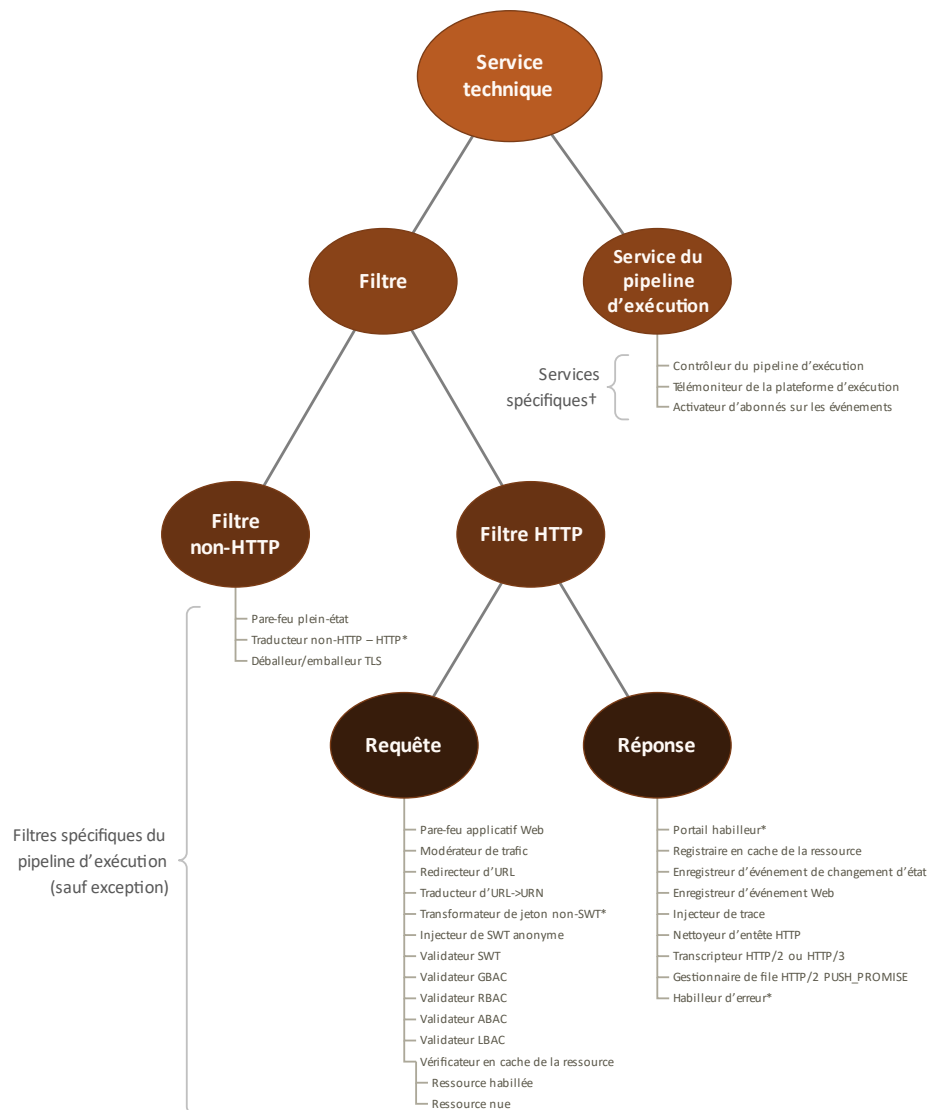 Service
technique
Filtre
Service du
pipeline
d’exécution
Services
spécifiques†
Contrôleur du pipeline d’exécution
Télémoniteur de la plateforme d’exécution
Activateur d’abonnés sur les événements
Filtre
non-HTTP
Filtre HTTP
Pare-feu plein-état
Traducteur non-HTTP – HTTP*
Déballeur/emballeur TLS
Requête
Réponse
Filtres spécifiques du
pipeline d’exécution
(sauf exception)
Pare-feu applicatif Web
Modérateur de trafic
Redirecteur d’URL
Traducteur d’URL->URN
Transformateur de jeton non-SWT*
Injecteur de SWT anonyme
Validateur SWT
Validateur GBAC
Validateur RBAC
Validateur ABAC
Validateur LBAC
Vérificateur en cache de la ressource
Ressource habillée
Ressource nue
Portail habilleur*
Registraire en cache de la ressource
Enregistreur d’événement de changement d’état
Enregistreur d’événement Web
Injecteur de trace
Nettoyeur d’entête HTTP
Transcripteur HTTP/2 ou HTTP/3
Gestionnaire de file HTTP/2 PUSH_PROMISE
Habilleur d’erreur*